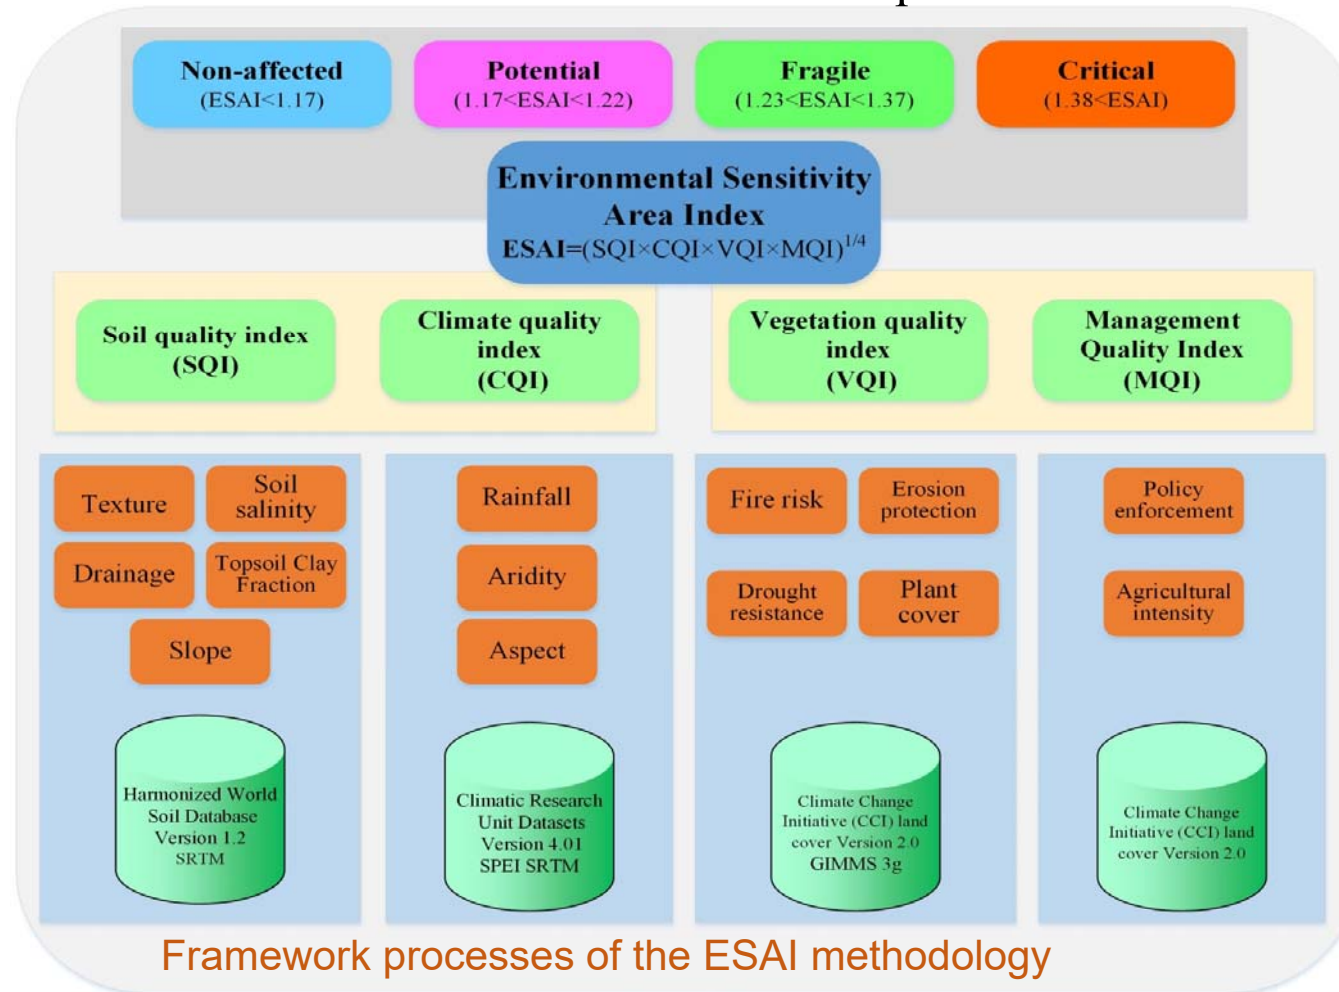 Non-affected
(ESAI<1.17)
Potential
(1.17<ESAI<1.22)
Fragile
(1.23<ESAI<1.37)
Critical
(1.38<ESAI)
Environmental Sensitivity
Area Index
ESAI=(SQI×CQI×VQI×MQI)^1/4
Soil quality index
(SQI)
Climate quality
index
(CQI)
Vegetation quality
index
(VQI)
Management
Quality Index
(MQI)
Texture
Soil
salinity
Drainage
Topsoil Clay
Fraction
Slope
Rainfall
Aridity
Aspect
Fire risk
Erosion
protection
Drought
resistance
Plant
cover
Policy
enforcement
Agricultural
intensity
Harmonized World
Soil Database
Version 1.2
SRTM
Climatic Research
Unit Datasets
Version 4.01
SPEI SRTM
Climate Change
Initiative (CCI) land
cover Version 2.0
GIMMS 3g
Climate Change
Initiative (CCI) land
cover Version 2.0
Framework processes of the ESAI methodology